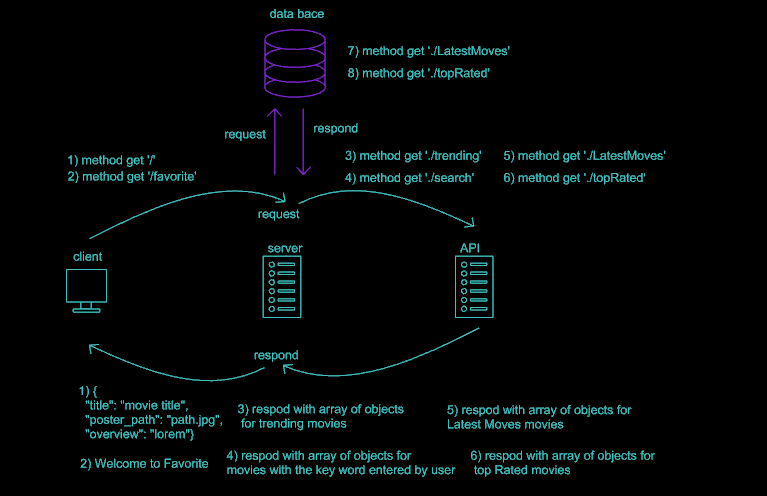 data bace
7) method get './LatestMoves'
8) method get './topRated'
request
respond
1) method get '/'
2) method get '/favorite'
3) method get './trending'
5) method get './LatestMoves'
4) method get './search'
6) method get './topRated'
request
client
server
API
respond
1) {
"title": "movie title",
"poster_path": "path.jpg",
"overview": "lorem"}
2) Welcome to Favorite
3) respod with array of objects
for trending movies
4) respod with array of objects for
movies with the key word entered by user
5) respod with array of objects for
Latest Moves movies
6) respod with array of objects for
top Rated movies